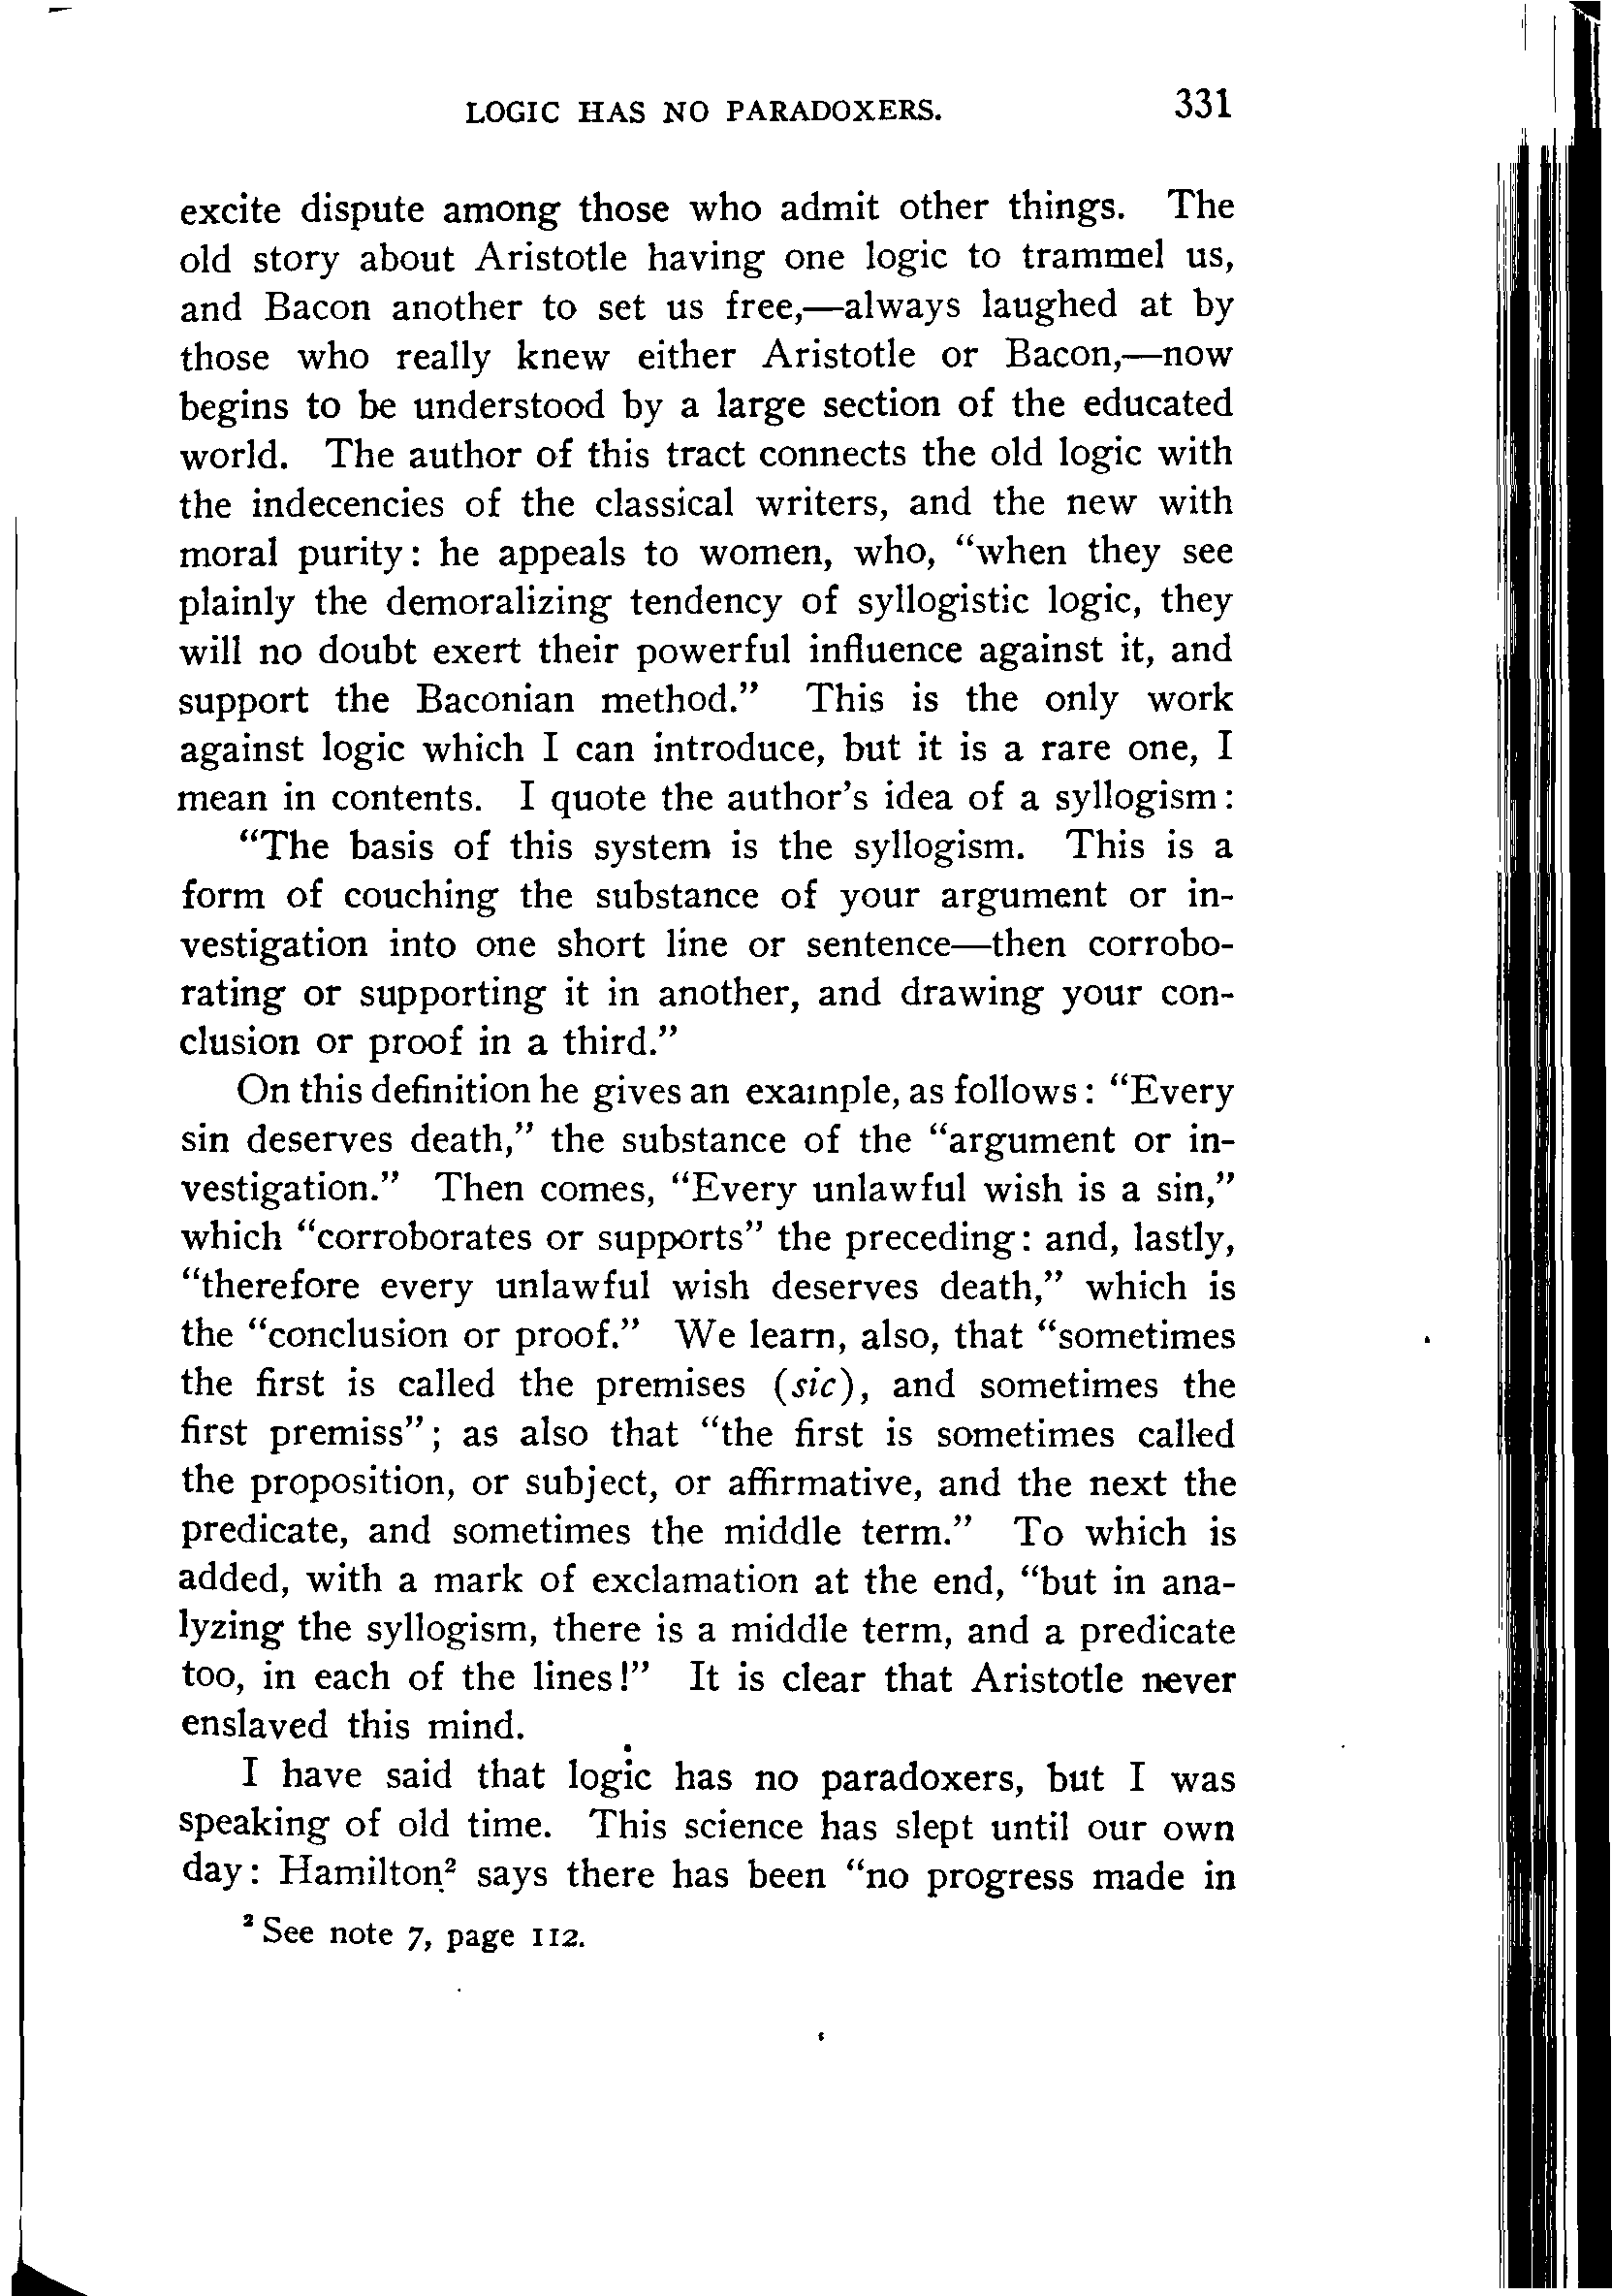 LOGIC HAS NO PARADOXERS. 331
excite dispute among those who admit other things. The
old story about Aristotle having one logic to trammel us,
and Bacon another to set us free,—always laughed at by
those who really knew either Aristotle or Bacon,—now
begins to be understood by a large section of the educated
world. The author of this tract connects the old logic with
the indecencies of the classical writers, and the new with
moral purity: he appeals to women, who, “when they see
plainly the demoralizing tendency of syllogistic logic, they
will no doubt exert their powerful influence against it, and
support the Baconian method.” This is the only work
against logic which I can introduce, but it is a rare one, I
mean in contents. I quote the author’s idea of a syllogism:
“The basis of this system is the syllogism. This is a
form of couching the substance of your argument or in-
vestigation into one short line or sentence—then corrobo-
rating or supporting it in another, and drawing your con-
clusion or proof in a third.”
On this definition he gives an example, as follows: “Every
sin deserves death,” the substance of the “argument or in-
vestigation.” Then comes, “Every unlawful wish is a sin,”
which “corroborates or supports” the preceding: and, lastly,
“therefore every unlawful wish deserves death,” which is
the “conclusion or proof.” We learn, also, that “sometimes
the first is called the premises (sic), and sometimes the
first premiss”; as also that “the first is sometimes called
the proposition, or subject, or affirmative, and the next the
predicate, and sometimes the middle term.” To which is
added, with a mark of exclamation at the end, “but in ana-
lyzing the syllogism, there is a middle term, and a predicate
too, in each of the lines!” It is clear that Aristotle never
enslaved this mind.
I have said that logic has no paradoxers, but I was
speaking of old time. This science has slept until our own
day: Hamilton² says there has been “no progress made in
² See note 7, page 112.